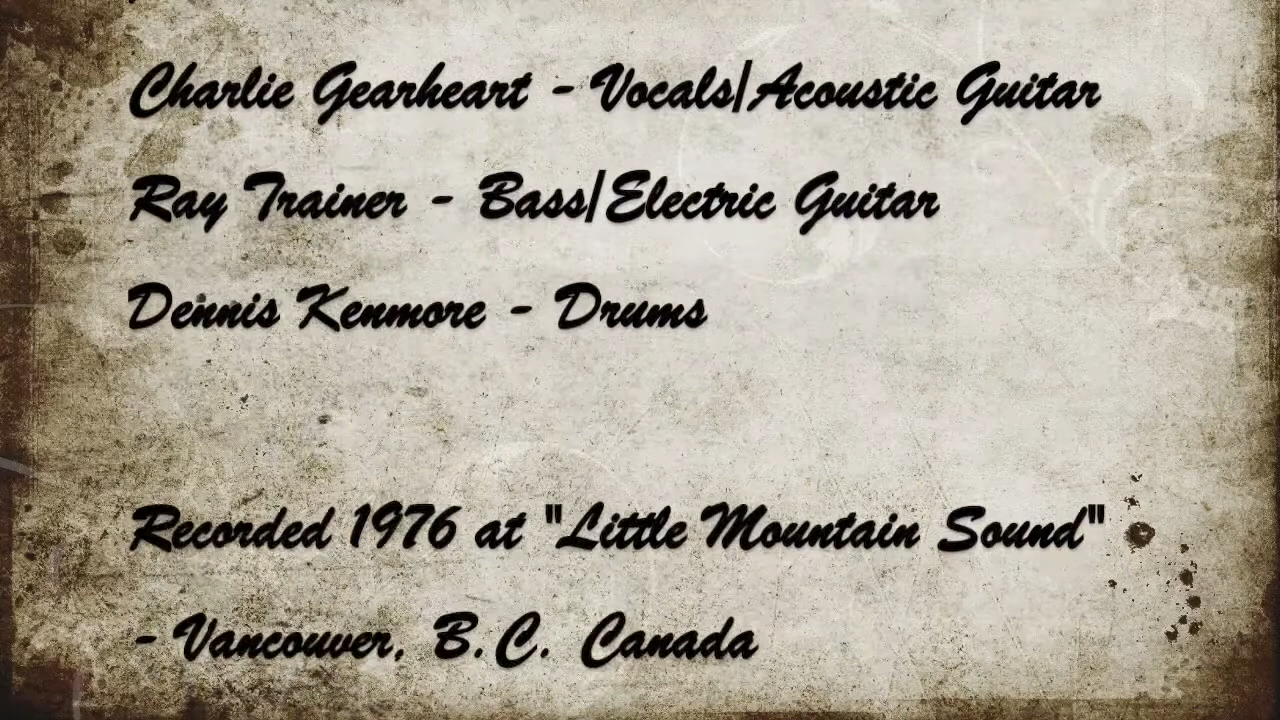 Charlie Gearheart - Vocals/Acoustic Guitar
Ray Trainer - Bass/Electric Guitar
Dennis Kenmore - Drums
Recorded 1976 at "Little Mountain Sound"
- Vancouver, B.C. Canada